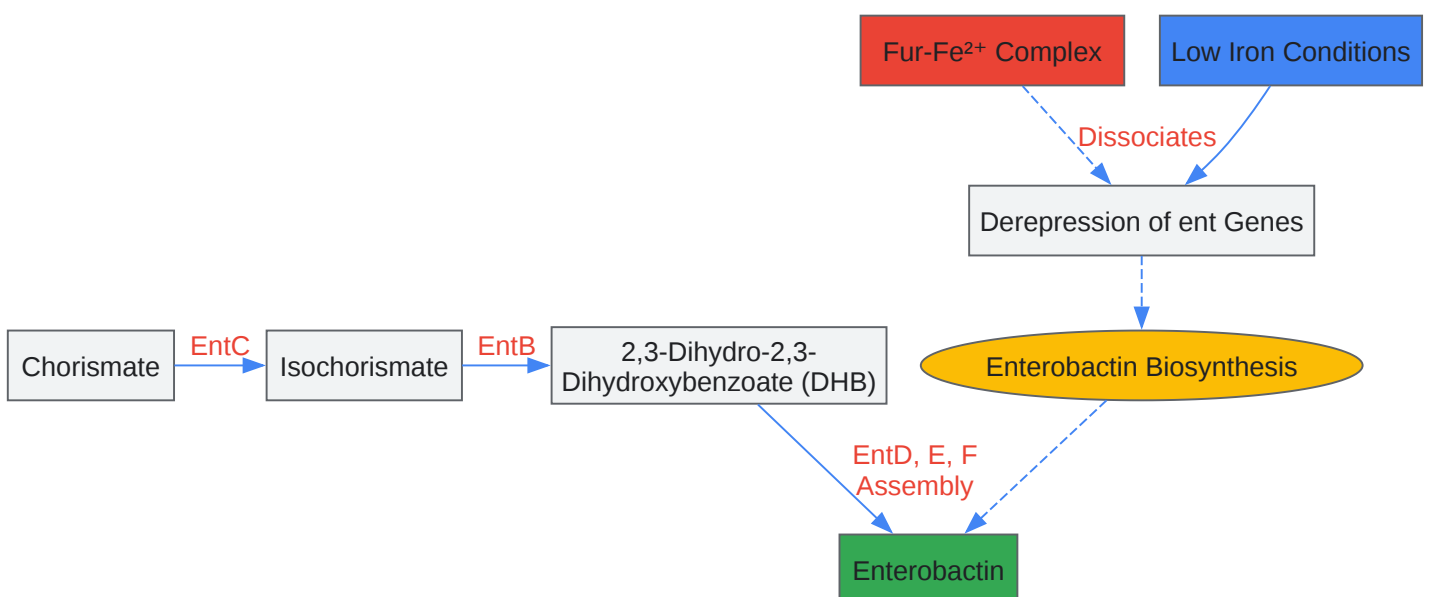 Fur-Fe²⁺ Complex
Low Iron Conditions
Dissociates
Derepression of ent Genes
Chorismate
EntC
Isochorismate
EntB
2,3-Dihydro-2,3-
Dihydroxybenzoate (DHB)
Enterobactin Biosynthesis
EntD, E, F
Assembly
Enterobactin